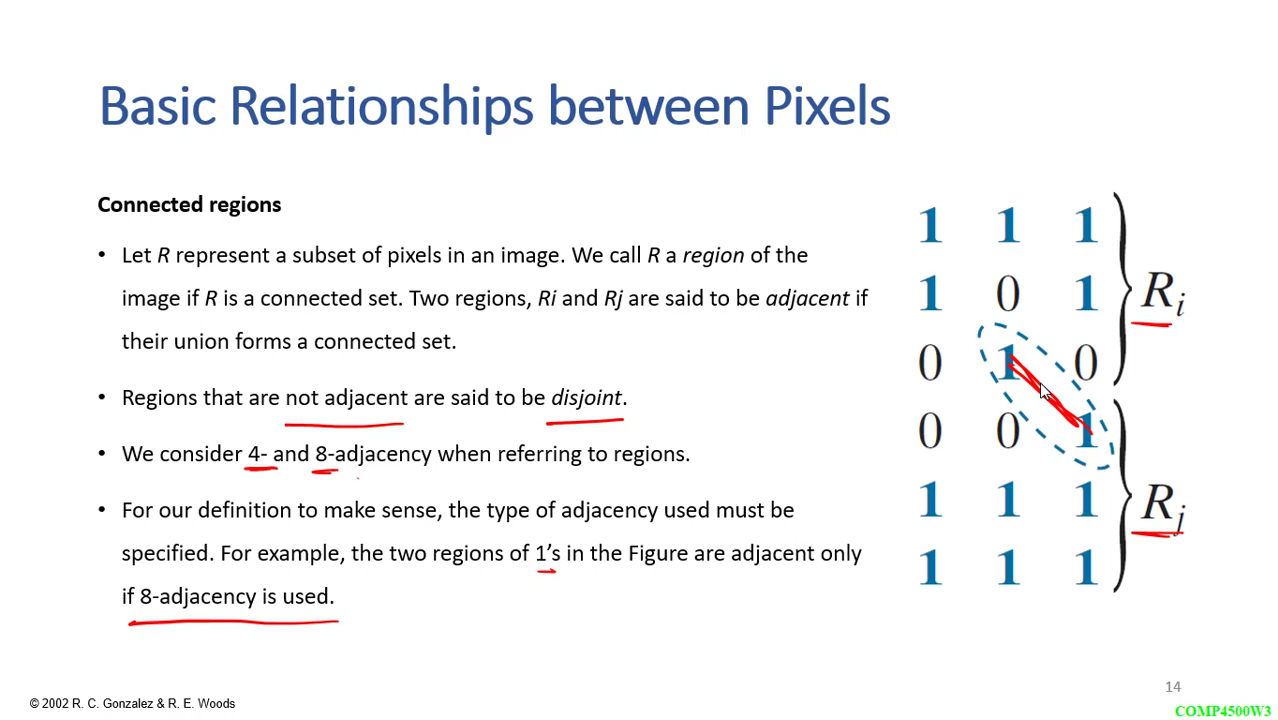 Basic Relationships between Pixels
Connected regions
• Let R represent a subset of pixels in an image. We call R a region of the
image if R is a connected set. Two regions, Ri and Rj are said to be adjacent if
their union forms a connected set.
• Regions that are not adjacent are said to be disjoint.
• We consider 4- and 8-adjacency when referring to regions.
• For our definition to make sense, the type of adjacency used must be
specified. For example, the two regions of 1's in the Figure are adjacent only
if 8-adjacency is used.
1 1 1
1 0 1
0 1 0
Ri
0 0 1
1 1 1
1 1 1
Rj
14
© 2002 R. C. Gonzalez & R. E. Woods
COMP4500W3